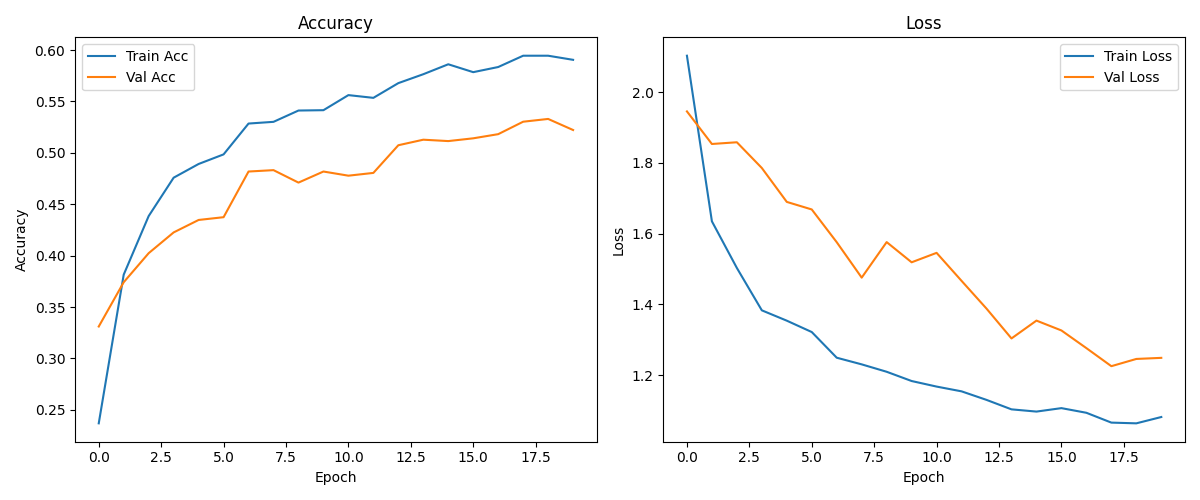 Accuracy
Train Acc
Val Acc
0.60
0.55
0.50
0.45
0.40
0.35
0.30
0.25
Accuracy
0.0 2.5 5.0 7.5 10.0 12.5 15.0 17.5
Epoch
Loss
Train Loss
Val Loss
2.0
1.8
1.6
1.4
1.2
Loss
0.0 2.5 5.0 7.5 10.0 12.5 15.0 17.5
Epoch